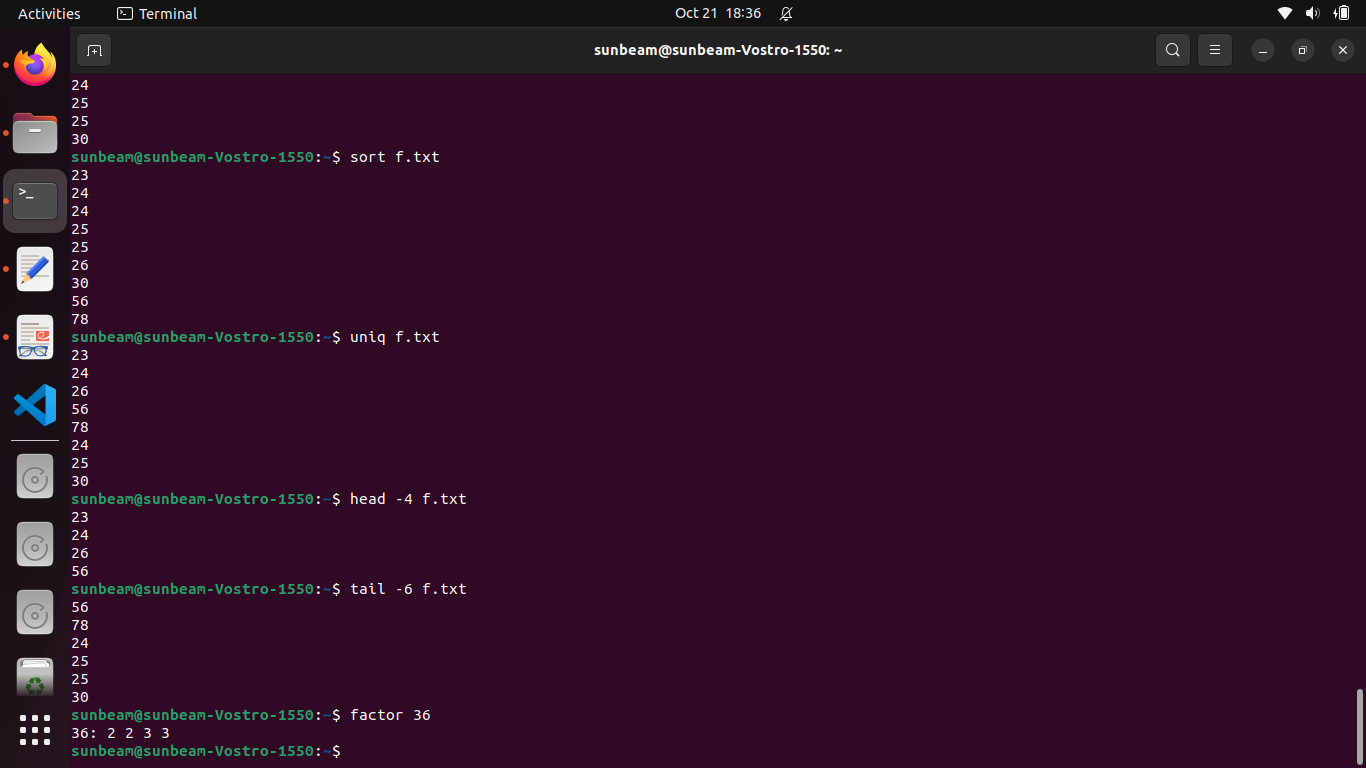 Activities
Terminal
Oct 21 18:36
sunbeam@sunbeam-Vostro-1550: ~
24
25
25
30
sunbeam@sunbeam-Vostro-1550:~$ sort f.txt
23
24
24
25
25
26
30
56
78
sunbeam@sunbeam-Vostro-1550:~$ uniq f.txt
23
24
26
56
78
24
25
30
sunbeam@sunbeam-Vostro-1550:~$ head -4 f.txt
23
24
26
56
sunbeam@sunbeam-Vostro-1550:~$ tail -6 f.txt
56
78
24
25
25
30
sunbeam@sunbeam-Vostro-1550:~$ factor 36
36: 2 2 3 3
sunbeam@sunbeam-Vostro-1550:~$